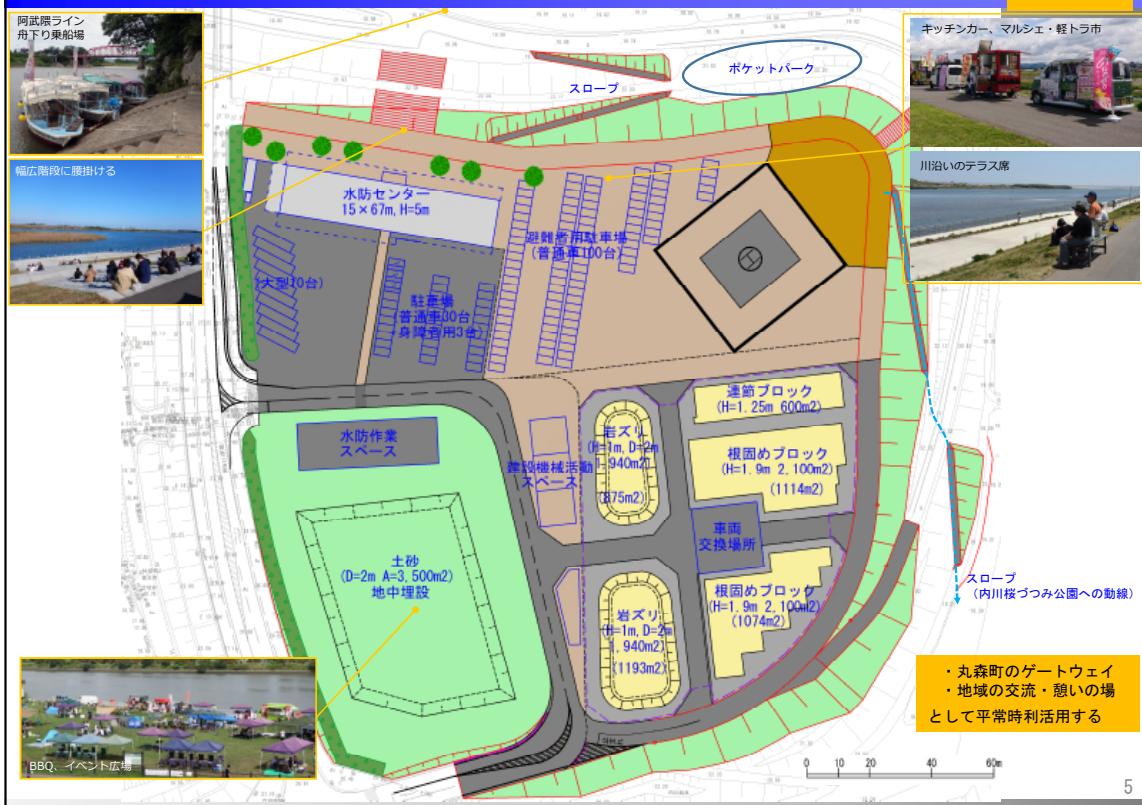 阿武隈ライン
舟下り乗船場
幅広階段に腰掛ける
キッチンカー、マルシェ・軽トラ市
川沿いのテラス席
ポケットパーク
スロープ
水防センター
15×67m, H=5m
避難者用駐車場
(普通車100台)
(大型10台)
駐車場
(普通車30台
身障者用3台)
水防作業
スペース
建設機械活動
スペース
岩ズリ
(H=1m, D=2m
1,940m2)
(875m2)
連節ブロック
(H=1.25m 600m2)
根固めブロック
(H=1.9m 2,100m2)
(1114m2)
車両
交換場所
土砂
(D=2m A=3,500m2)
地中埋設
岩ズリ
(H=1m, D=2m
1,940m2)
(1193m2)
根固めブロック
(H=1.9m 2,100m2)
(1074m2)
スロープ
(内川桜づつみ公園への動線)
BBQ、イベント広場
・丸森町のゲートウェイ
・地域の交流・憩いの場
として平常時利活用する
0 10 20 40 60m
5